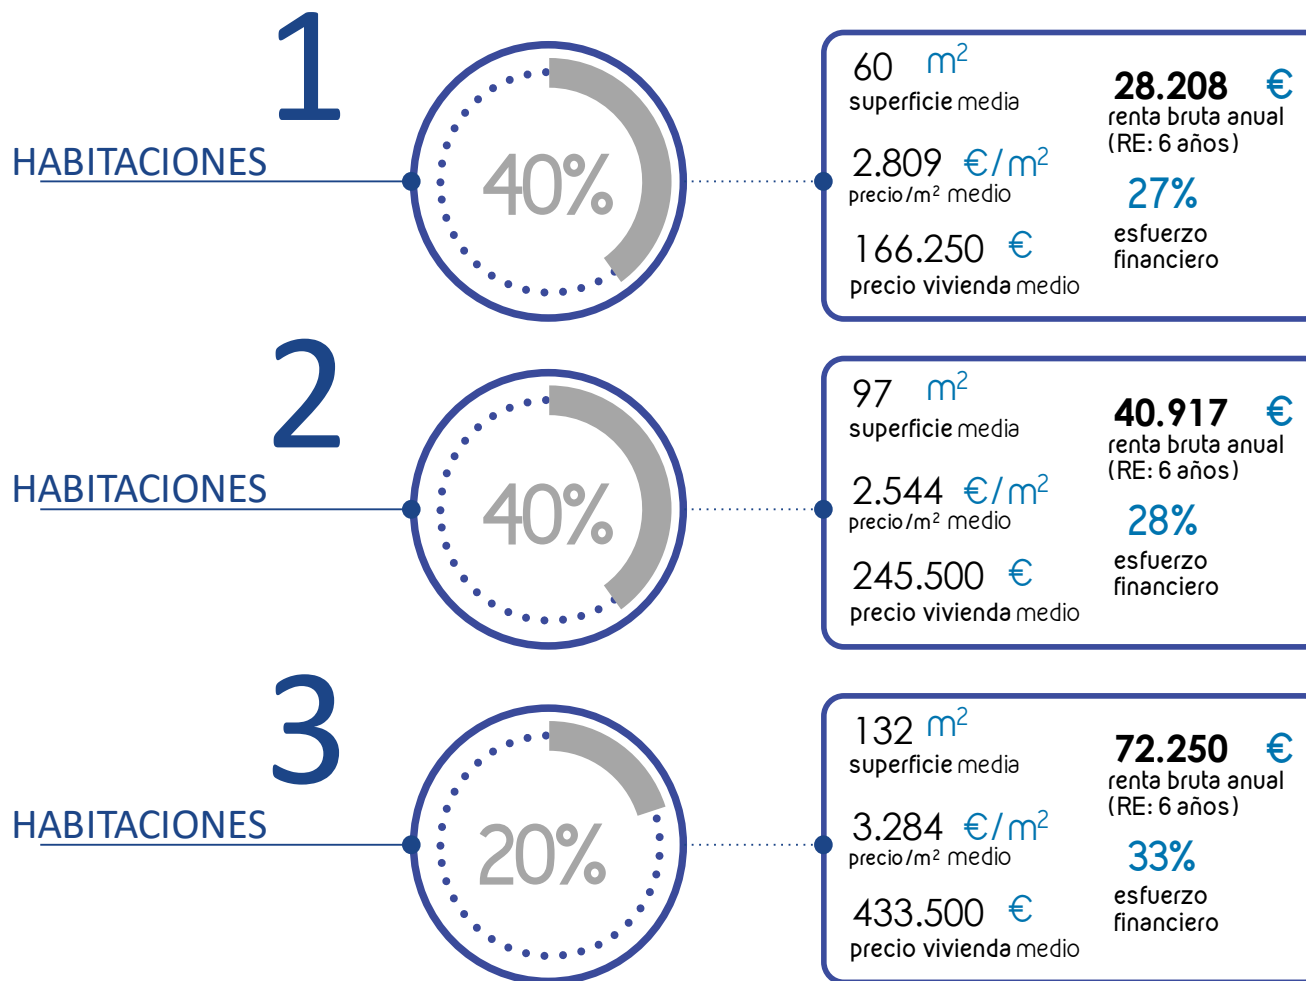 1
HABITACIONES
40%
60 m²
superficie media
2.809 €/m²
precio/m² medio
166.250 €
precio vivienda medio
28.208 €
renta bruta anual
(RE: 6 años)
27%
esfuerzo
financiero
2
HABITACIONES
40%
97 m²
superficie media
2.544 €/m²
precio/m² medio
245.500 €
precio vivienda medio
40.917 €
renta bruta anual
(RE: 6 años)
28%
esfuerzo
financiero
3
HABITACIONES
20%
132 m²
superficie media
3.284 €/m²
precio/m² medio
433.500 €
precio vivienda medio
72.250 €
renta bruta anual
(RE: 6 años)
33%
esfuerzo
financiero